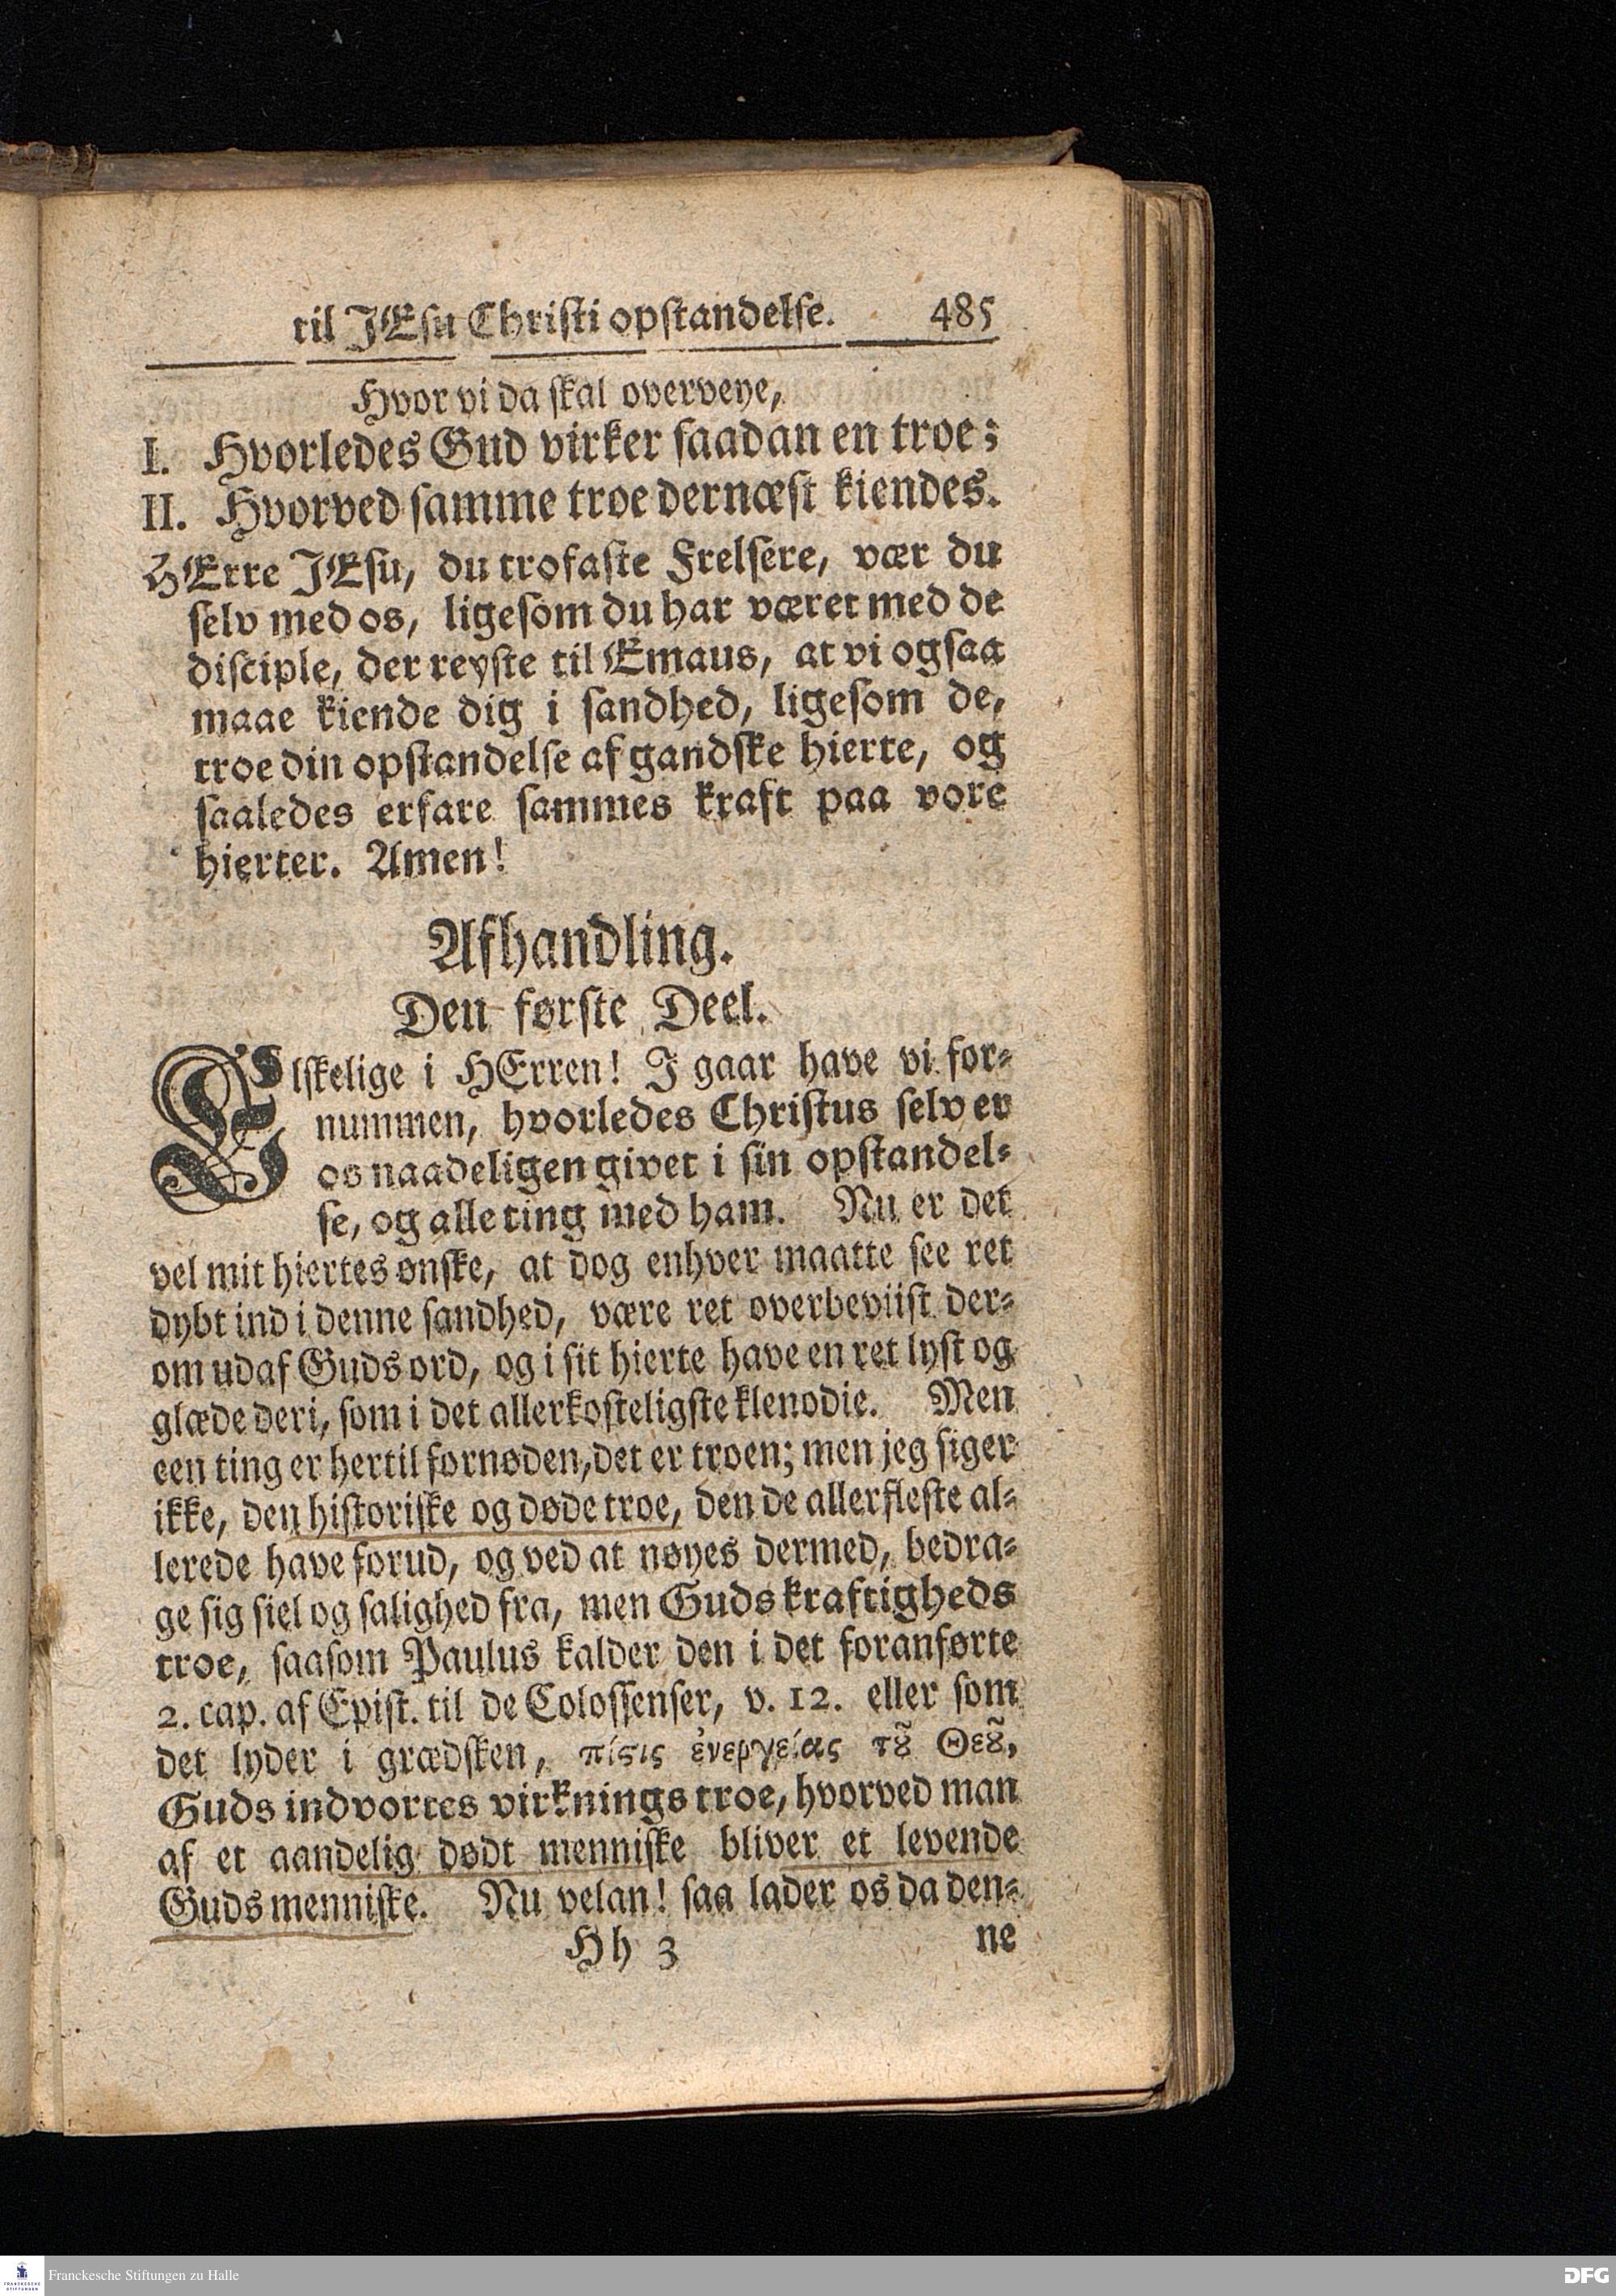 til JEsu Christi opstandelse. 485
Hvor vi da skal overveye,
I. Hvorledes Gud virker saadan en troe;
II. Hvorved samme troe dernæst kiendes.
HErre JEsu, du trofaste Frelsere, vær du
selv med os, ligesom du har været med de
disciple, der reyste til Emaus, at vi ogsaa
maae kiende dig i sandhed, ligesom de,
troe din opstandelse af gandske hierte, og
saaledes erfare sammes kraft paa vore
hierter. Amen!
Afhandling.
Den første Deel.
Elskelige i HErren! I gaar have vi for-
nummen, hvorledes Christus selv er
os naadeligen givet i sin opstandel-
se, og alle ting med ham. Nu er det
vel mit hiertes ønske, at dog enhver maatte see ret
dybt ind i denne sandhed, være ret overbeviist der-
om udaf Guds ord, og i sit hierte have en ret lyst og
glæde deri, som i det allerkosteligste klenodie. Men
een ting er hertil fornøden, det er troen; men jeg siger
ikke, den historiske og døde troe, den de allerfleste al-
lerede have forud, og ved at nøyes dermed, bedra-
ge sig siel og salighed fra, men Guds kraftigheds
troe, saasom Paulus kalder den i det foranførte
2. cap. af Epist. til de Colossenser, v. 12. eller som
det lyder i grædsken, πίϛις ἐνεργείας τȣ̃ Θεȣ̃,
Guds indvortes virknings troe, hvorved man
af et aandelig dødt menniske bliver et levende
Guds menniske. Nu velan! saa lader os da den-
Hh 3 ne
Franckesche Stiftungen zu Halle
FRANCKESCHE STIFTUNGEN
DFG